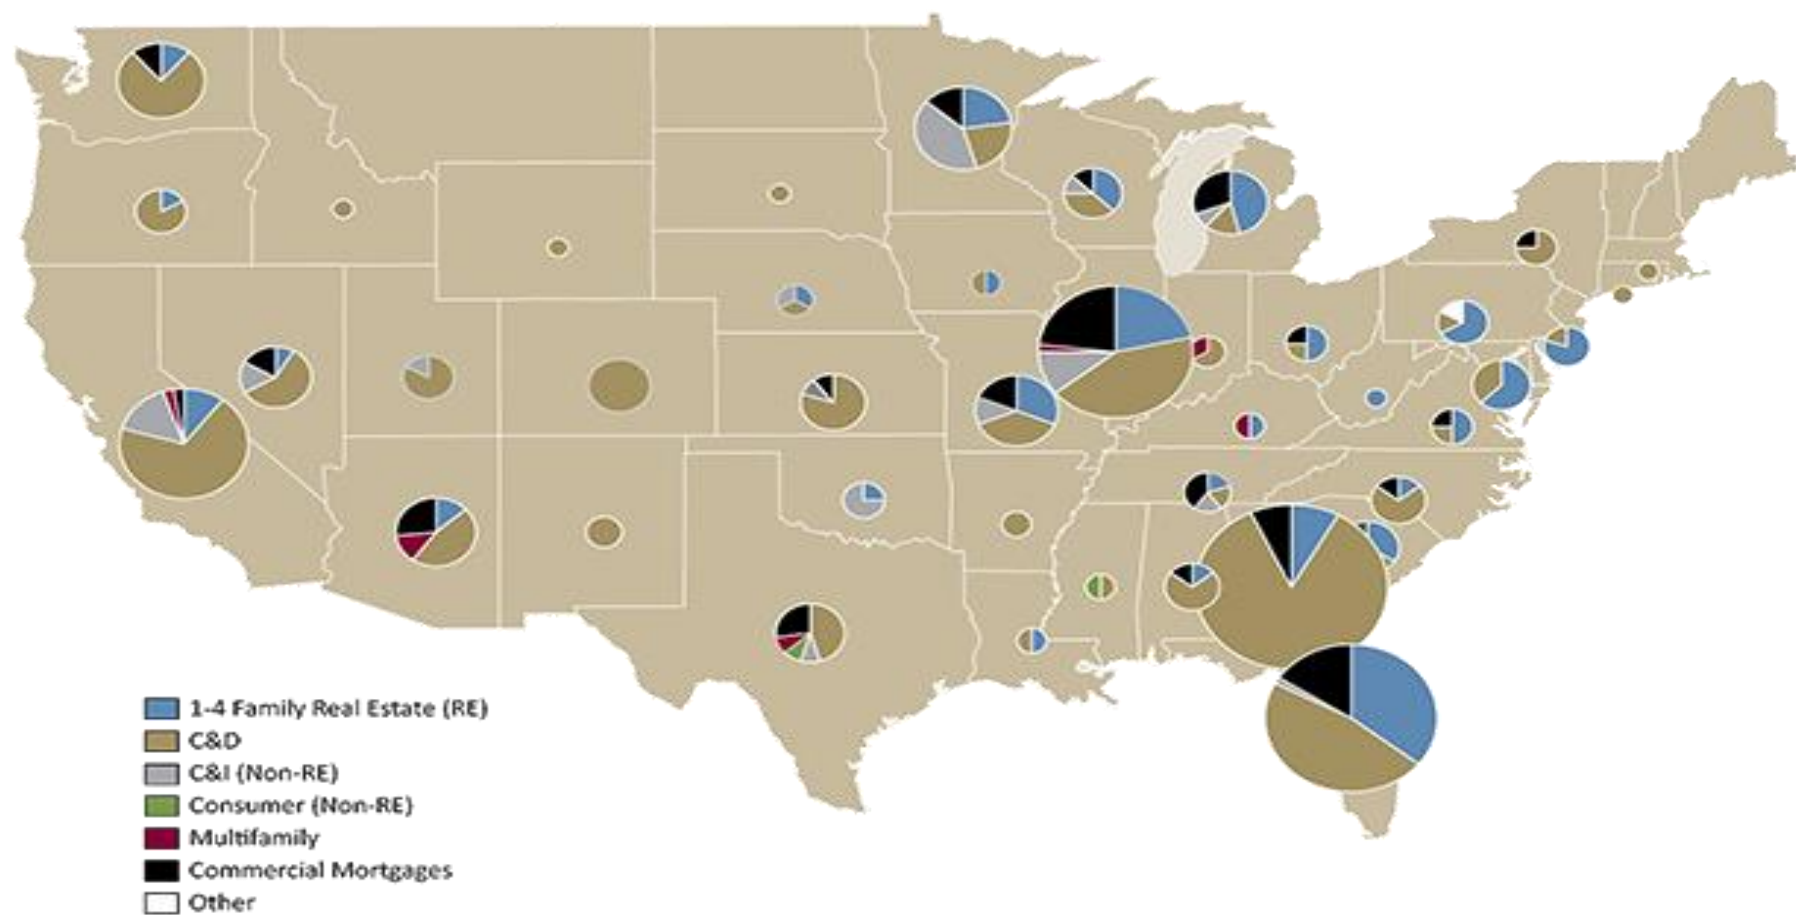 1-4 Family Real Estate (RE)
C&D
C&I (Non-RE)
Consumer (Non-RE)
Multifamily
Commercial Mortgages
Other